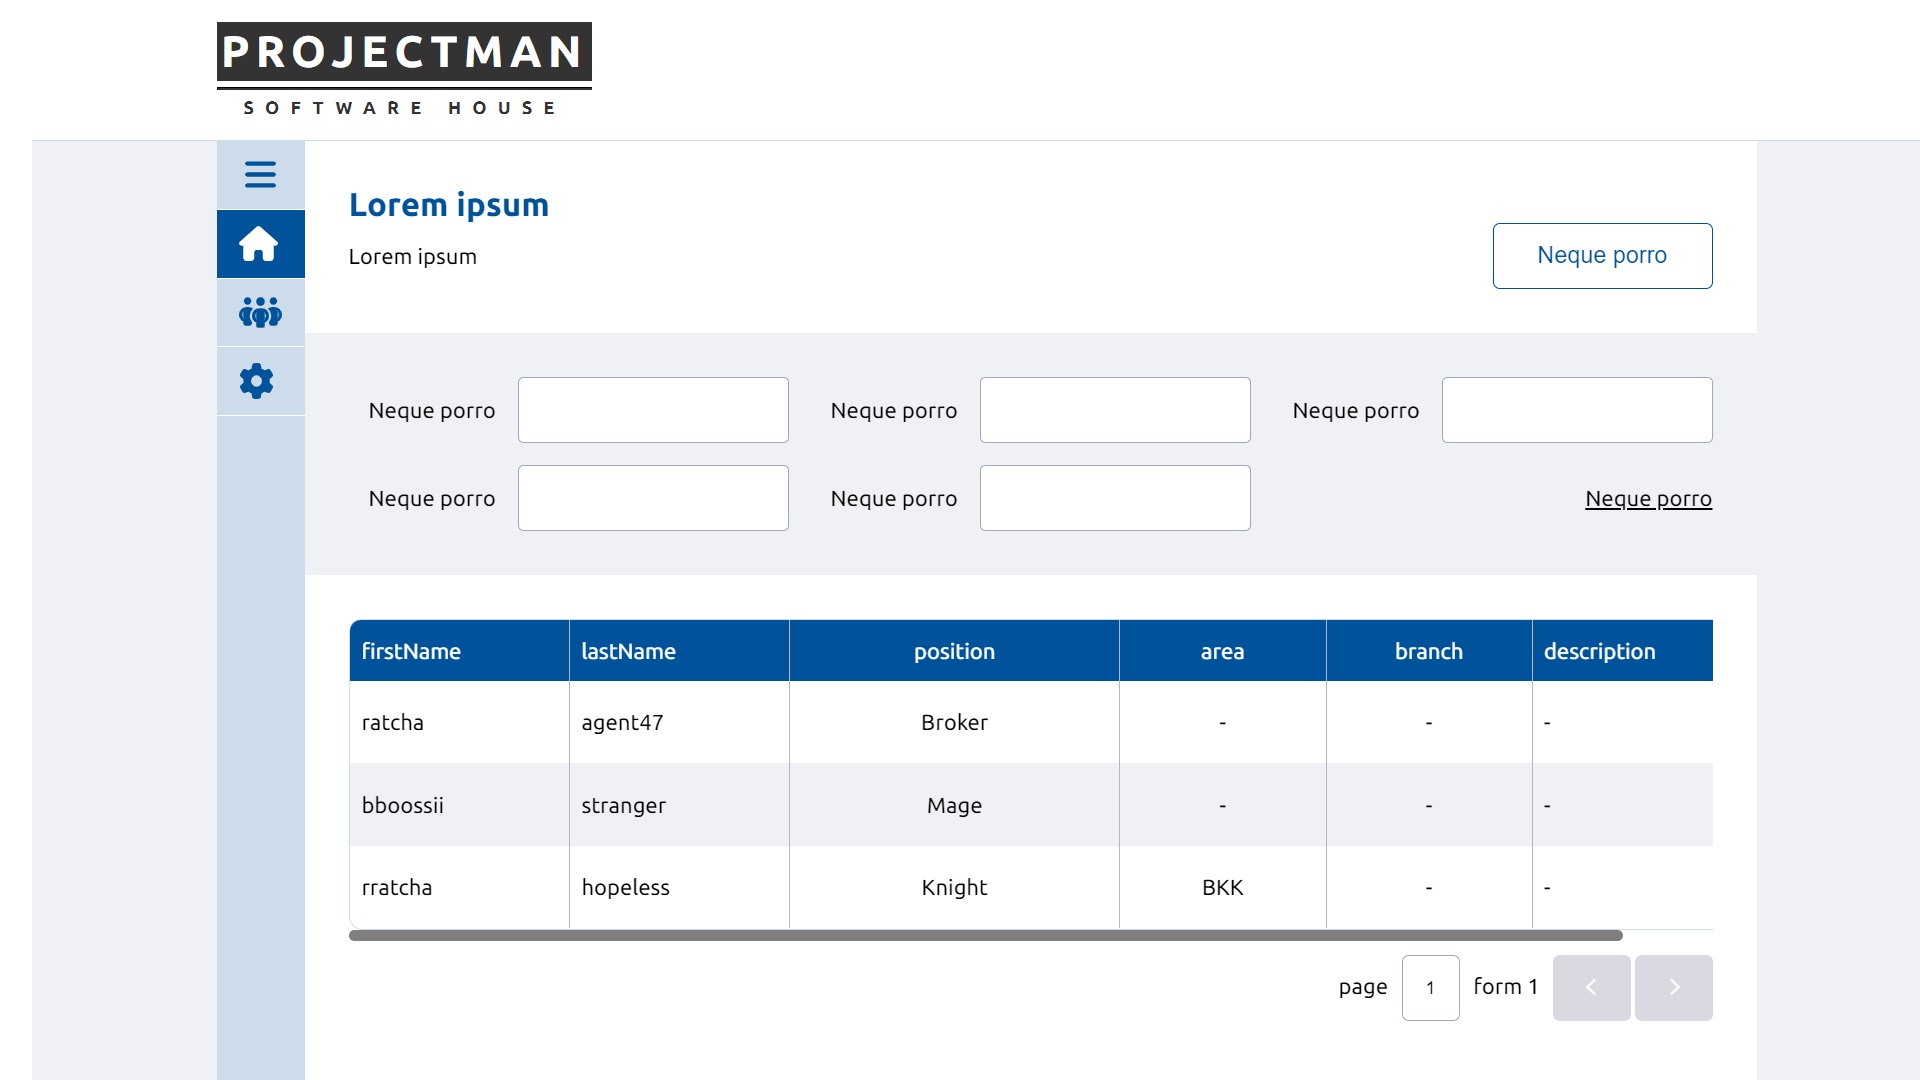 PROJECTMAN
SOFTWARE HOUSE
Lorem ipsum
Lorem ipsum
Neque porro
Neque porro
Neque porro
Neque porro
Neque porro
Neque porro
Neque porro
firstName lastName position area branch description
ratcha agent47 Broker - - -
bboossii stranger Mage - - -
rratcha hopeless Knight BKK - -
page 1 form 1